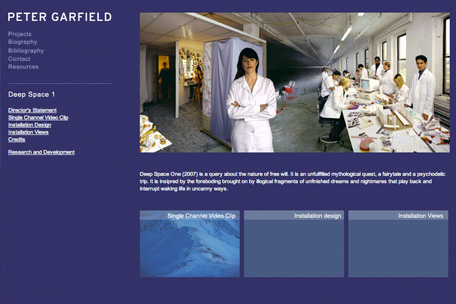 PETER GARFIELD
Projects
Biography
Bibliography
Contact
Resources
Deep Space 1
Director's Statement
Single Channel Video Clip
Installation Design
Installation Views
Credits
Research and Development
Deep Space One (2007) is a query about the nature of free will. It is an unfulfilled mythological quest, a fairytale and a psychodelic
trip. It is inspired by the foreboding brought on by illogical fragments of unfinished dreams and nightmares that play back and
interrupt waking life in uncanny ways.
Single Channel Video Clip
Installation design
Installation Views